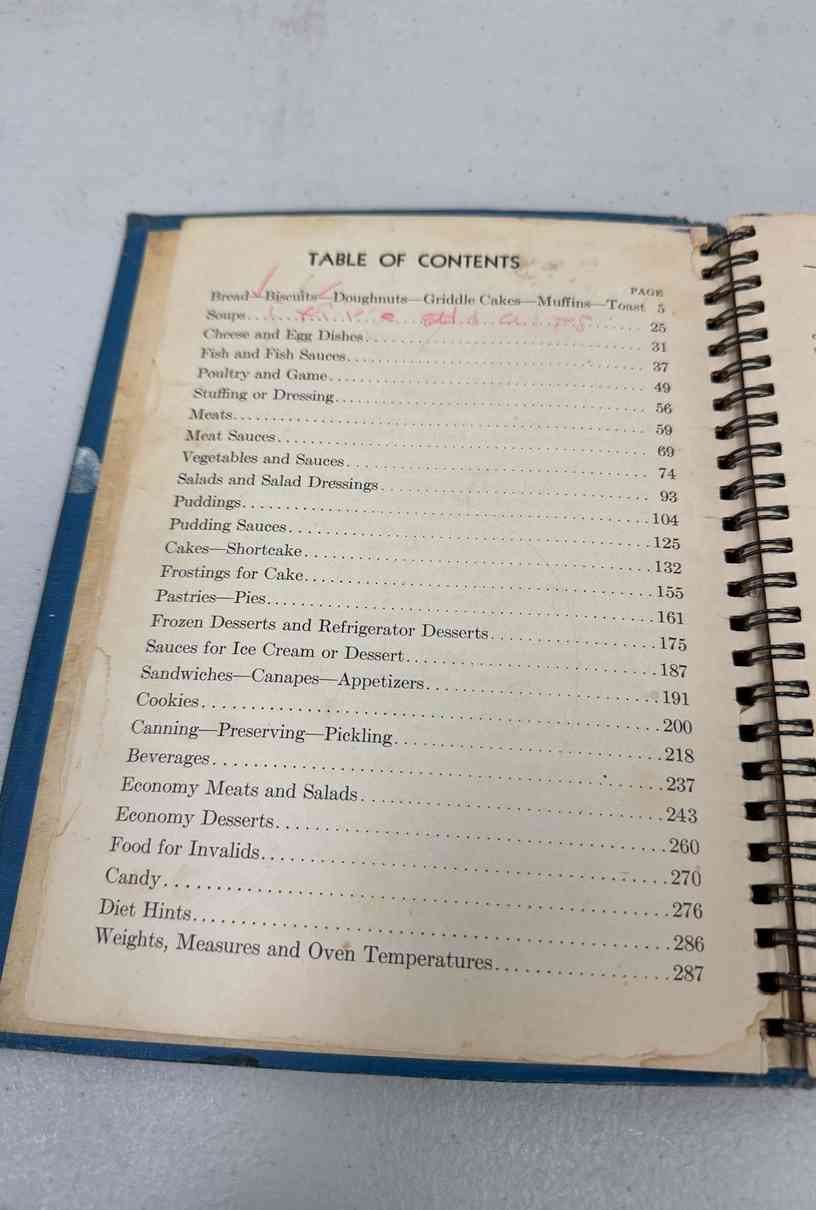 TABLE OF CONTENTS
PAGE
Bread—Biscuits—Doughnuts—Griddle Cakes—Muffins—Toast 5
Soups 25
Cheese and Egg Dishes 31
Fish and Fish Sauces 37
Poultry and Game 49
Stuffing or Dressing 56
Meats 59
Meat Sauces 69
Vegetables and Sauces 74
Salads and Salad Dressings 93
Puddings 104
Pudding Sauces 125
Cakes—Shortcake 132
Frostings for Cake 155
Pastries—Pies 161
Frozen Desserts and Refrigerator Desserts 175
Sauces for Ice Cream or Dessert 187
Sandwiches—Canapes—Appetizers 191
Cookies 200
Canning—Preserving—Pickling 218
Beverages 237
Economy Meats and Salads 243
Economy Desserts 260
Food for Invalids 270
Candy 276
Diet Hints 286
Weights, Measures and Oven Temperatures 287